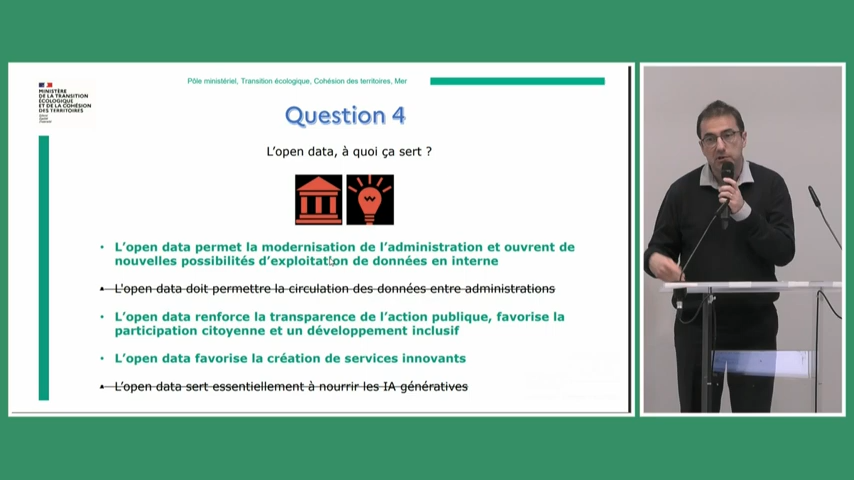 Pôle ministériel, Transition écologique, Cohésion des territoires, Mer
MINISTÈRE
DE LA TRANSITION
ÉCOLOGIQUE
ET DE LA COHÉSION
DES TERRITOIRES
Question 4
L’open data, à quoi ça sert ?
• L’open data permet la modernisation de l’administration et ouvrent de
nouvelles possibilités d’exploitation de données en interne
• L'open data doit permettre la circulation des données entre administrations
• L’open data renforce la transparence de l’action publique, favorise la
participation citoyenne et un développement inclusif
• L’open data favorise la création de services innovants
• L’open data sert essentiellement à nourrir les IA génératives